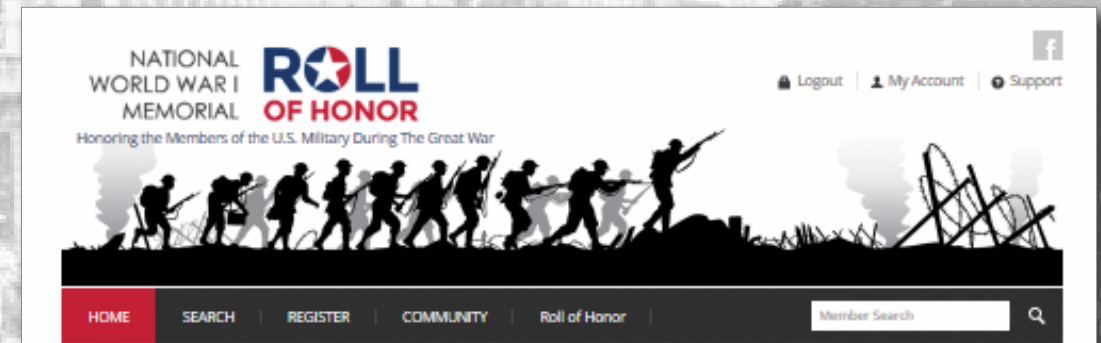 NATIONAL
WORLD WAR I
MEMORIAL
ROLL
OF HONOR
Honoring the Members of the U.S. Military During The Great War
f
Logout My Account Support
HOME SEARCH REGISTER COMMUNITY Roll of Honor Member Search